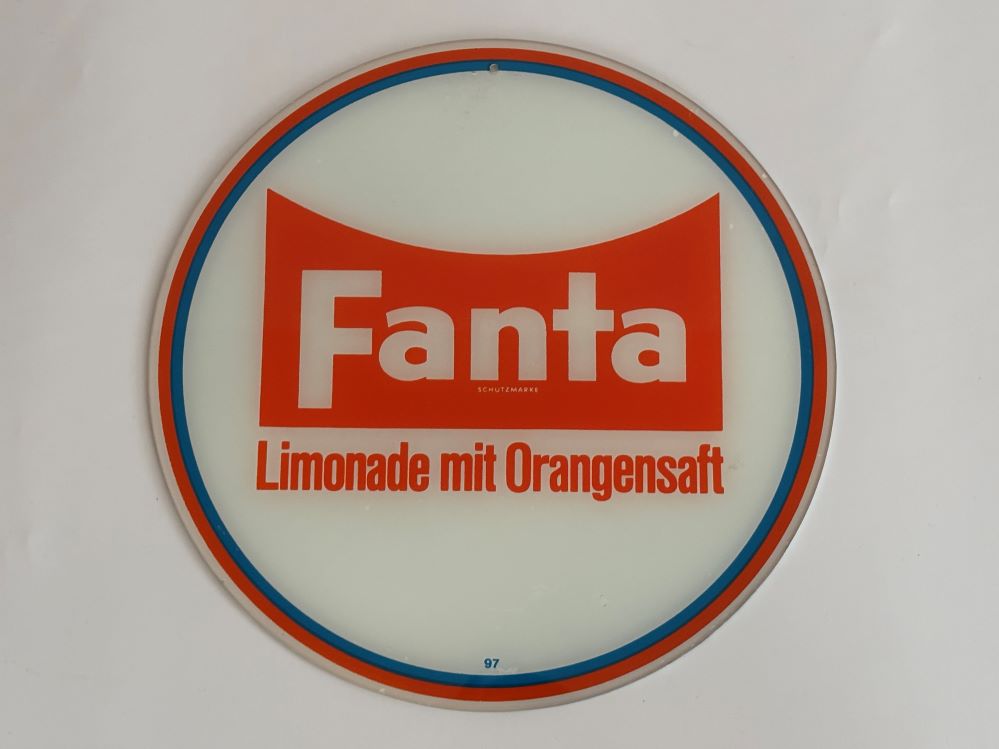 Fanta
SCHUTZMARKE
Limonade mit Orangensaft
97